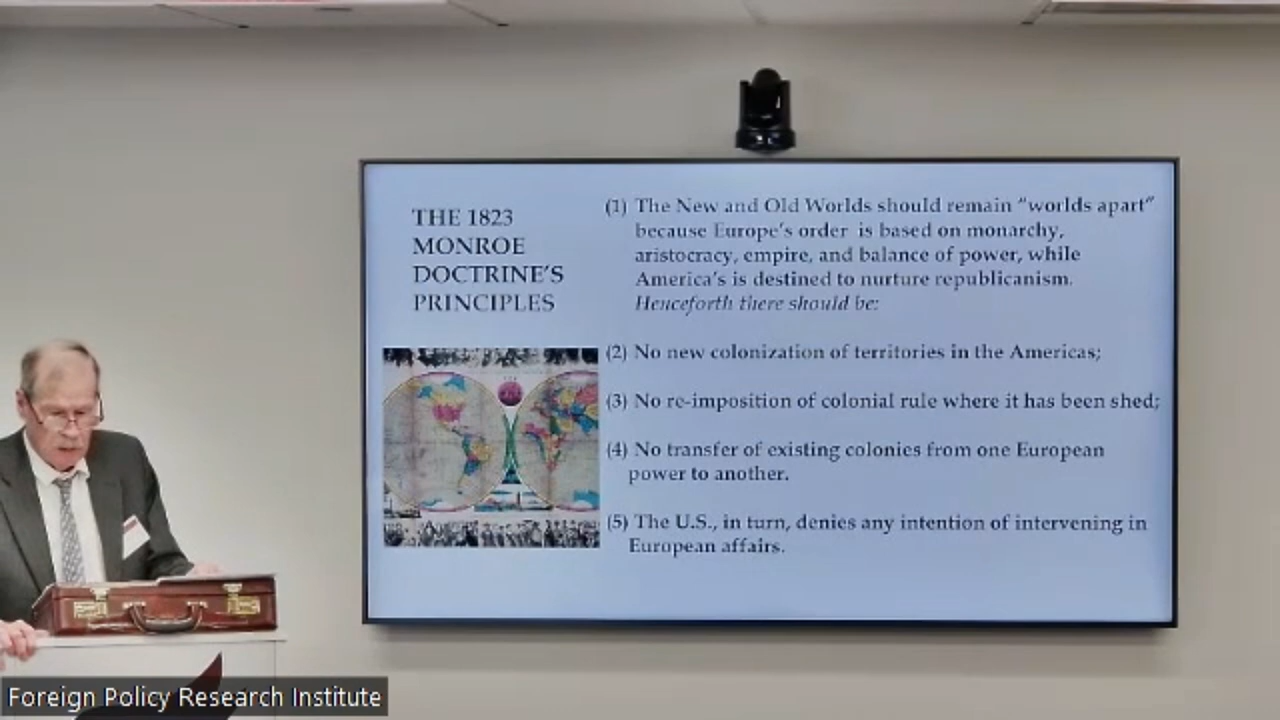 THE 1823
MONROE
DOCTRINE'S
PRINCIPLES
(1) The New and Old Worlds should remain "worlds apart"
because Europe's order is based on monarchy,
aristocracy, empire, and balance of power, while
America's is destined to nurture republicanism.
Henceforth there should be:
(2) No new colonization of territories in the Americas;
(3) No re-imposition of colonial rule where it has been shed;
(4) No transfer of existing colonies from one European
power to another.
(5) The U.S., in turn, denies any intention of intervening in
European affairs.
Foreign Policy Research Institute